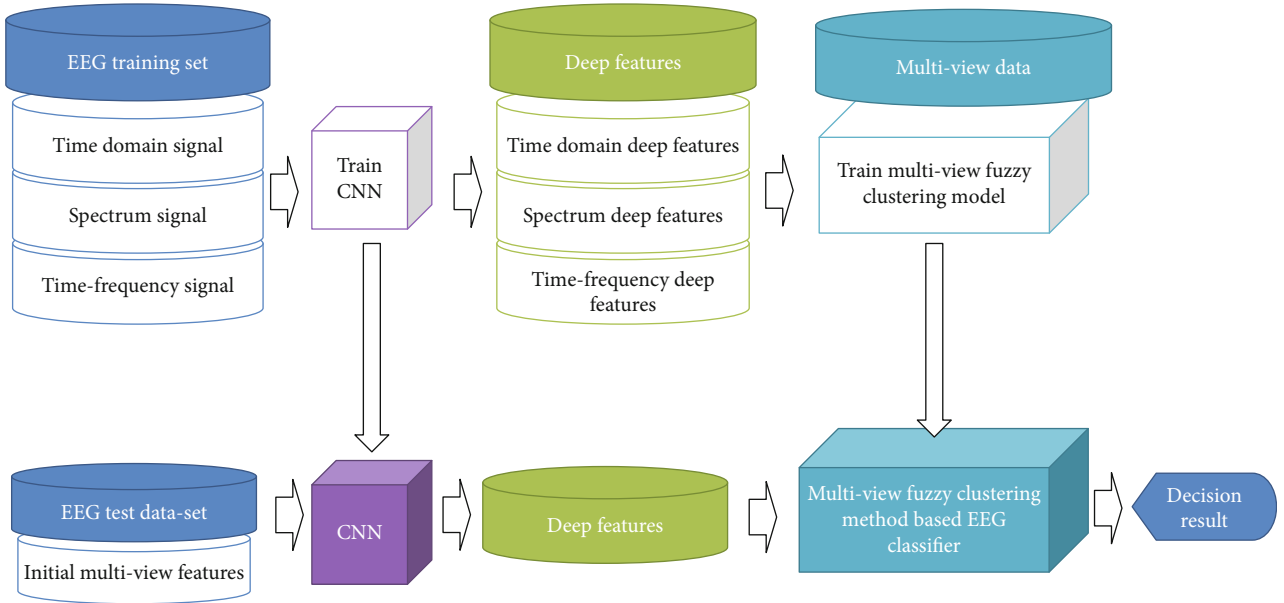 EEG training set
Time domain signal
Spectrum signal
Time-frequency signal
Train
CNN
Deep features
Time domain deep features
Spectrum deep features
Time-frequency deep
features
Multi-view data
Train multi-view fuzzy
clustering model
EEG test data-set
Initial multi-view features
CNN
Deep features
Multi-view fuzzy clustering
method based EEG
classifier
Decision
result